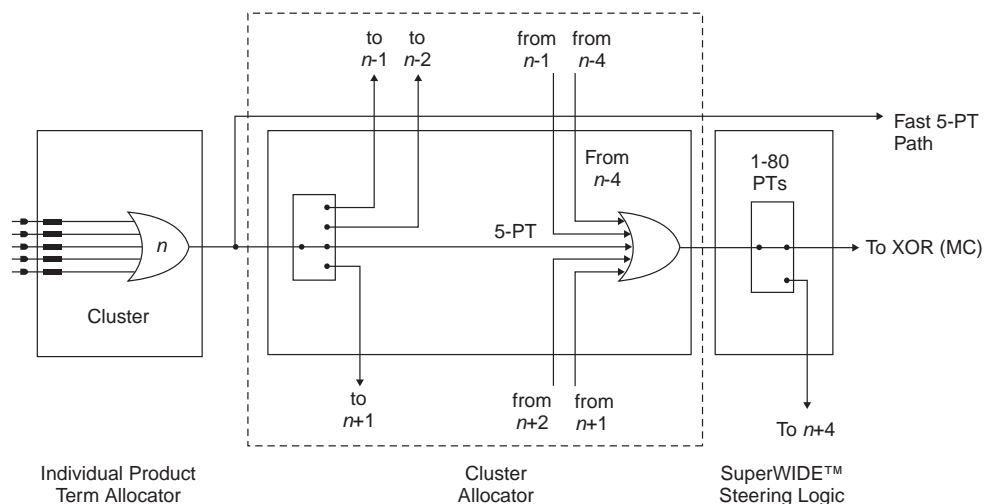 to
n-1
to
n-2
from
n-1
from
n-4
Fast 5-PT
Path
From
n-4
1-80
PTs
n
5-PT
To XOR (MC)
Cluster
to
n+1
from
n+2
from
n+1
To n+4
Individual Product
Term Allocator
Cluster
Allocator
SuperWIDE™
Steering Logic